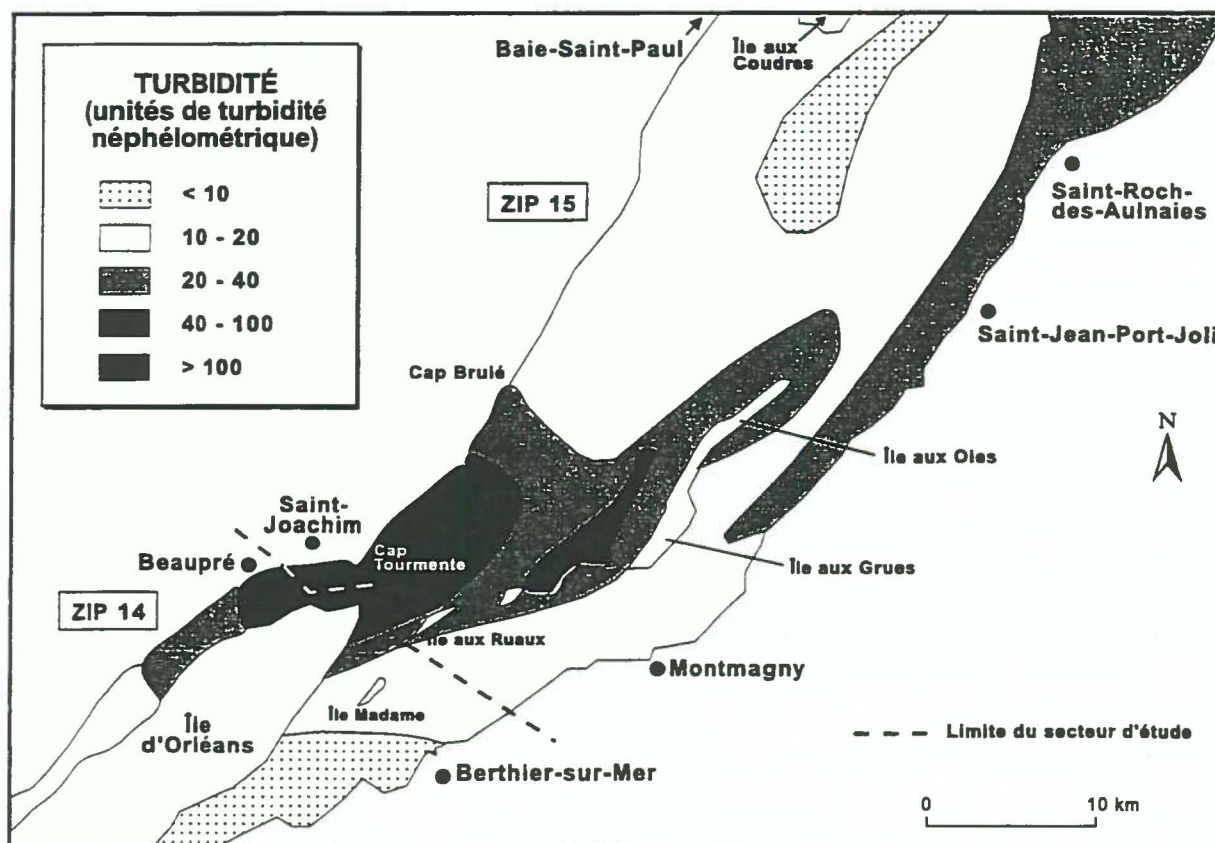 TURBIDITÉ
(unités de turbidité
néphélométrique)
< 10
10 - 20
20 - 40
40 - 100
> 100
Baie-Saint-Paul
Île aux
Coudres
ZIP 15
Saint-Roch-
des-Aulnaies
Saint-Jean-Port-Joli
Cap Brulé
N
Île aux Oies
Saint-
Joachim
Beaupré
Cap
Tourmente
Île aux Grues
ZIP 14
Île aux Ruaux
Montmagny
Île Madame
Île
d'Orléans
Limite du secteur d'étude
Berthier-sur-Mer
0 10 km